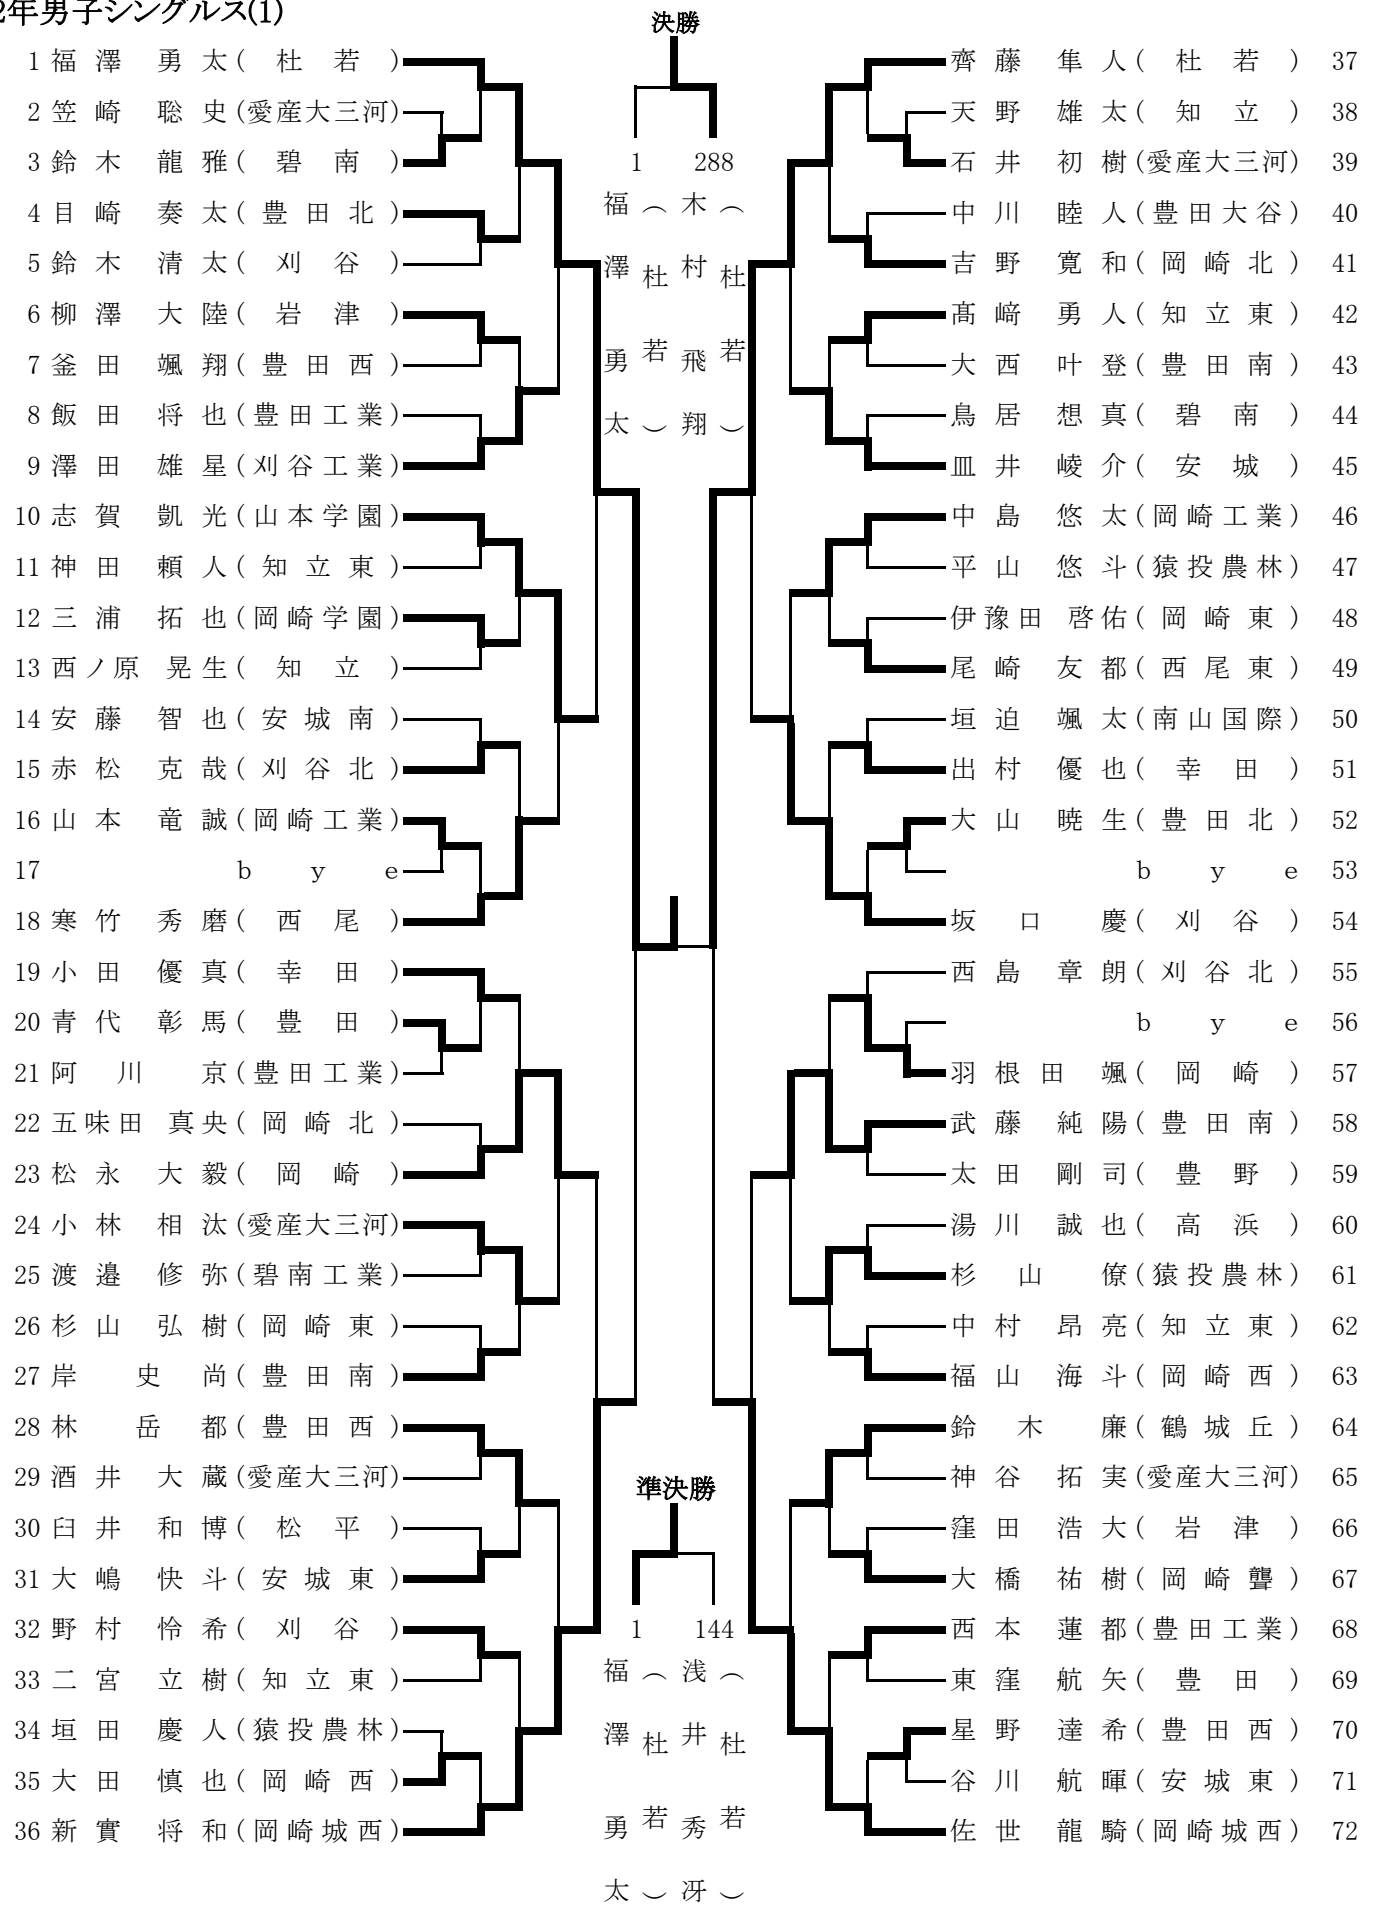 2年男子シングルス(1)
決勝
1 福澤 勇太(杜若)
2 笠崎 聡史(愛産大三河)
3 鈴木 龍雅(碧南)
4 目崎 奏太(豊田北)
5 鈴木 清太(刈谷)
6 柳澤 大陸(岩津)
7 釜田 颯翔(豊田西)
8 飯田 将也(豊田工業)
9 澤田 雄星(刈谷工業)
10 志賀 凱光(山本学園)
11 神田 頼人(知立東)
12 三浦 拓也(岡崎学園)
13 西ノ原 晃生(知立)
14 安藤 智也(安城南)
15 赤松 克哉(刈谷北)
16 山本 竜誠(岡崎工業)
17 bye
18 寒竹 秀磨(西尾)
19 小田 優真(幸田)
20 青代 彰馬(豊田)
21 阿川 京(豊田工業)
22 五味田 真央(岡崎北)
23 松永 大毅(岡崎)
24 小林 相汰(愛産大三河)
25 渡邉 修弥(碧南工業)
26 杉山 弘樹(岡崎東)
27 岸 史尚(豊田南)
28 林 岳都(豊田西)
29 酒井 大蔵(愛産大三河)
30 臼井 和博(松平)
31 大嶋 快斗(安城東)
32 野村 怜希(刈谷)
33 二宮 立樹(知立東)
34 垣田 慶人(猿投農林)
35 大田 慎也(岡崎西)
36 新實 将和(岡崎城西)
1 288
福澤勇太(杜若)
木村飛翔(杜若)
準決勝
1 144
福澤勇太(杜若)
浅井秀冴(杜若)
齊藤 隼人(杜若) 37
天野 雄太(知立) 38
石井 初樹(愛産大三河) 39
中川 睦人(豊田大谷) 40
吉野 寛和(岡崎北) 41
髙﨑 勇人(知立東) 42
大西 叶登(豊田南) 43
鳥居 想真(碧南) 44
皿井 崚介(安城) 45
中島 悠太(岡崎工業) 46
平山 悠斗(猿投農林) 47
伊豫田 啓佑(岡崎東) 48
尾崎 友都(西尾東) 49
垣迫 颯太(南山国際) 50
出村 優也(幸田) 51
大山 暁生(豊田北) 52
bye 53
坂口 慶(刈谷) 54
西島 章朗(刈谷北) 55
bye 56
羽根田 颯(岡崎) 57
武藤 純陽(豊田南) 58
太田 剛司(豊野) 59
湯川 誠也(高浜) 60
杉山 僚(猿投農林) 61
中村 昂亮(知立東) 62
福山 海斗(岡崎西) 63
鈴木 廉(鶴城丘) 64
神谷 拓実(愛産大三河) 65
窪田 浩大(岩津) 66
大橋 祐樹(岡崎聾) 67
西本 蓮都(豊田工業) 68
東窪 航矢(豊田) 69
星野 達希(豊田西) 70
谷川 航暉(安城東) 71
佐世 龍騎(岡崎城西) 72